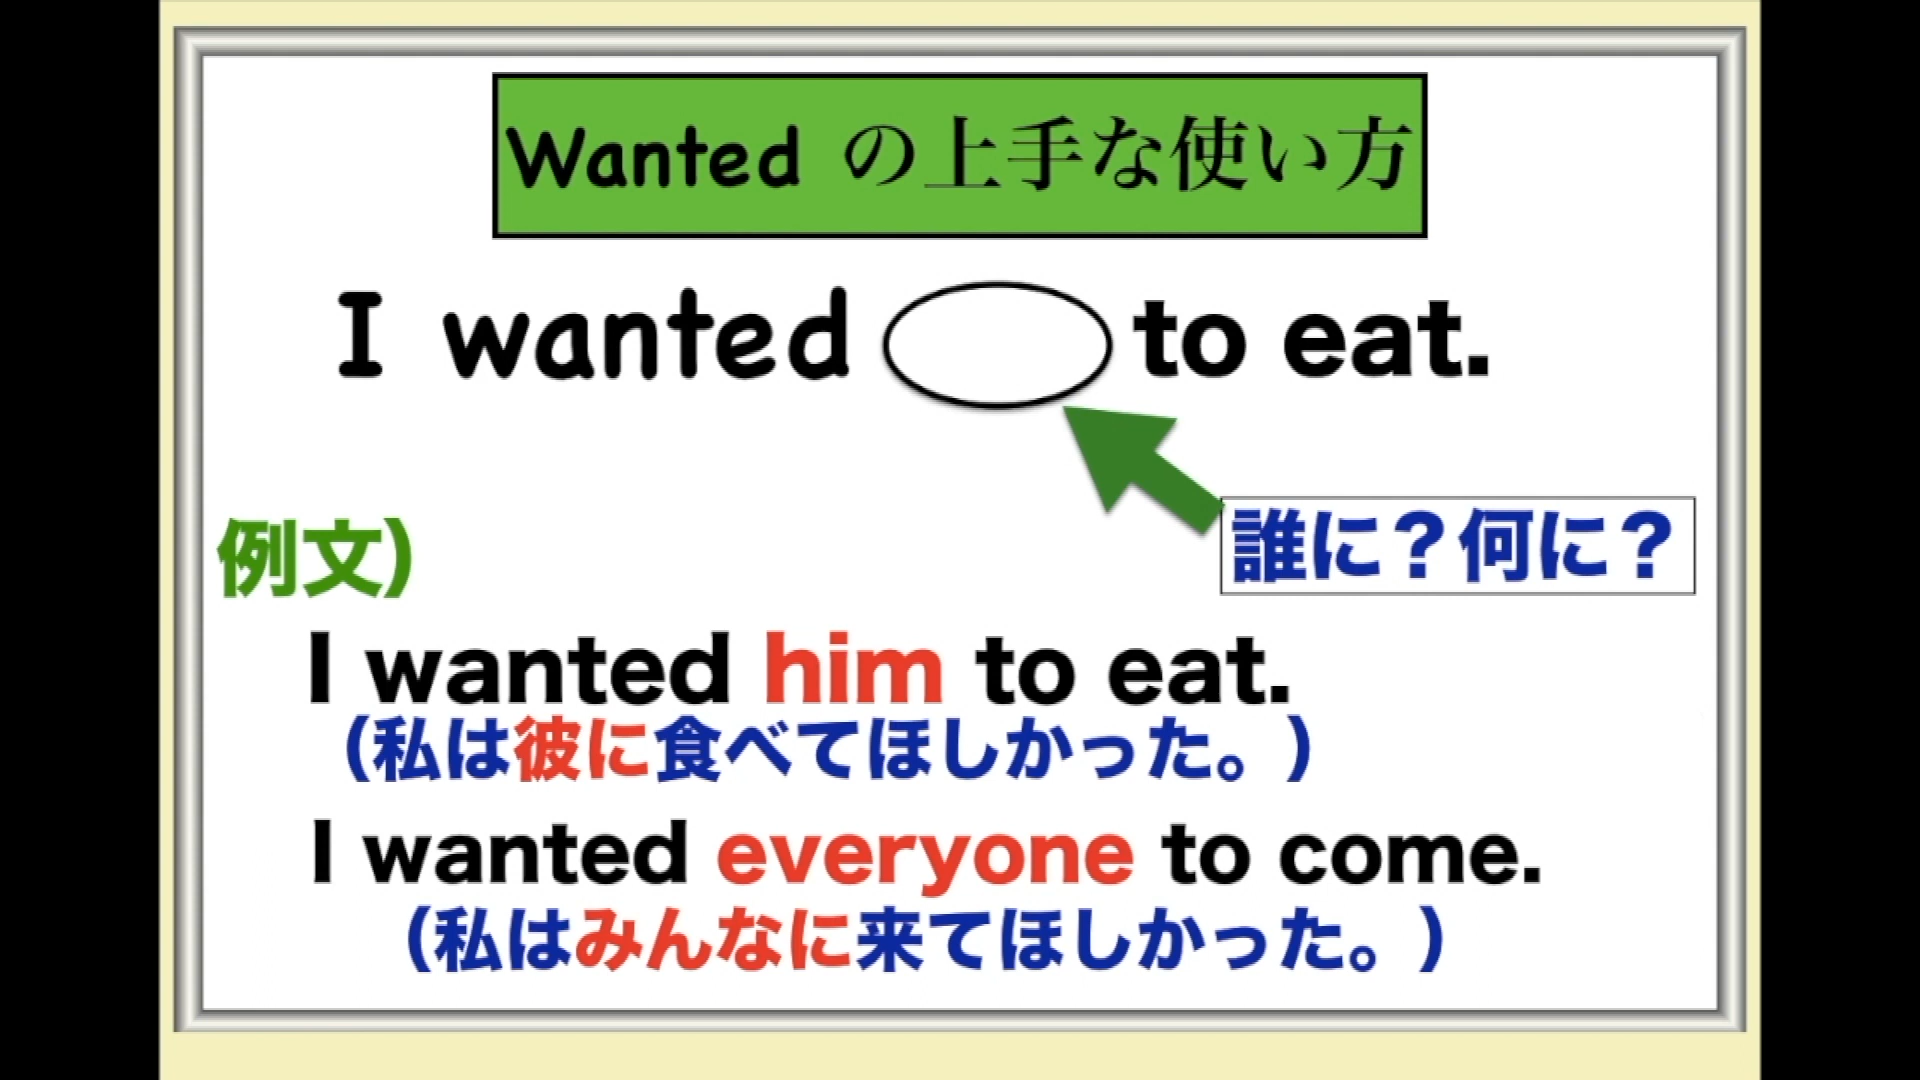 Wanted の上手な使い方
I wanted to eat.
誰に？何に？
例文)
I wanted him to eat.
（私は彼に食べてほしかった。）
I wanted everyone to come.
（私はみんなに来てほしかった。）